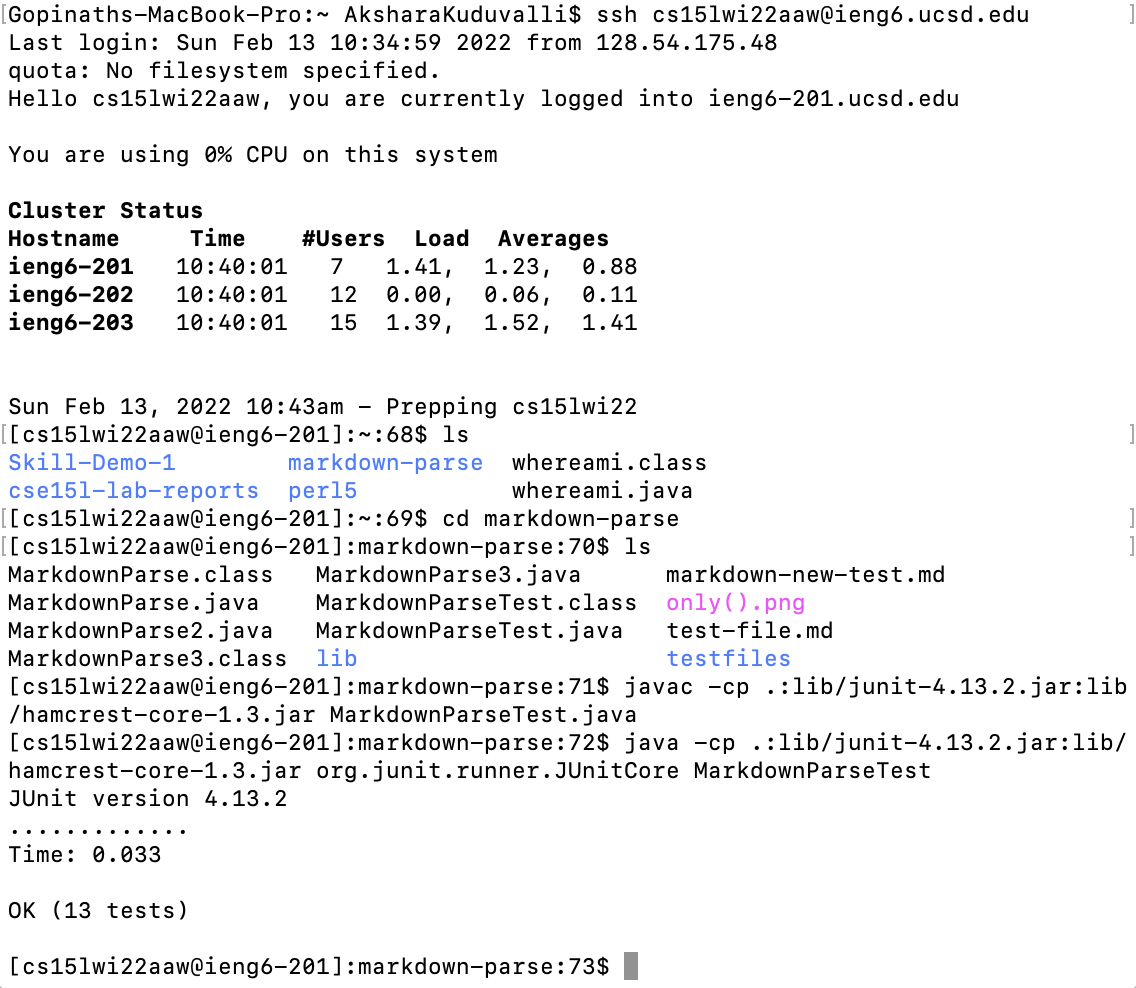 [Gopinaths-MacBook-Pro:~ AksharaKuduvalli$ ssh cs15lwi22aaw@ieng6.ucsd.edu ]
Last login: Sun Feb 13 10:34:59 2022 from 128.54.175.48
quota: No filesystem specified.
Hello cs15lwi22aaw, you are currently logged into ieng6-201.ucsd.edu

You are using 0% CPU on this system

Cluster Status
Hostname     Time    #Users  Load  Averages
ieng6-201   10:40:01   7   1.41,  1.23,  0.88
ieng6-202   10:40:01   12  0.00,  0.06,  0.11
ieng6-203   10:40:01   15  1.39,  1.52,  1.41

Sun Feb 13, 2022 10:43am - Prepping cs15lwi22
[[cs15lwi22aaw@ieng6-201]:~:68$ ls ]
Skill-Demo-1        markdown-parse  whereami.class
cse15l-lab-reports  perl5           whereami.java
[[cs15lwi22aaw@ieng6-201]:~:69$ cd markdown-parse ]
[[cs15lwi22aaw@ieng6-201]:markdown-parse:70$ ls ]
MarkdownParse.class   MarkdownParse3.java      markdown-new-test.md
MarkdownParse.java    MarkdownParseTest.class  only().png
MarkdownParse2.java   MarkdownParseTest.java   test-file.md
MarkdownParse3.class  lib                      testfiles
[cs15lwi22aaw@ieng6-201]:markdown-parse:71$ javac -cp .:lib/junit-4.13.2.jar:lib
/hamcrest-core-1.3.jar MarkdownParseTest.java
[cs15lwi22aaw@ieng6-201]:markdown-parse:72$ java -cp .:lib/junit-4.13.2.jar:lib/
hamcrest-core-1.3.jar org.junit.runner.JUnitCore MarkdownParseTest
JUnit version 4.13.2
.............
Time: 0.033

OK (13 tests)

[cs15lwi22aaw@ieng6-201]:markdown-parse:73$